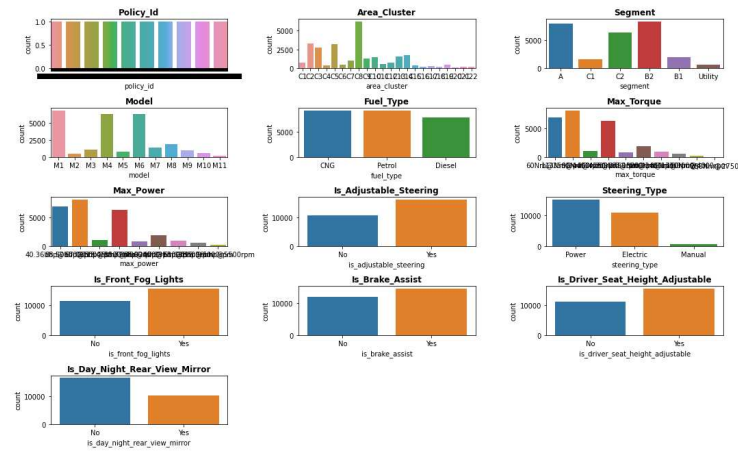 Policy_Id
Area_Cluster
Segment
count
1.0
0.5
0.0
policy_id
count
5000
2500
0
area_cluster
count
5000
0
A C1 C2 B2 B1 Utility
segment
Model
Fuel_Type
Max_Torque
count
5000
0
M1 M2 M3 M4 M5 M6 M7 M8 M9 M10 M11
model
count
5000
0
CNG Petrol Diesel
fuel_type
count
5000
0
max_torque
Max_Power
Is_Adjustable_Steering
Steering_Type
count
5000
0
max_power
count
10000
0
No Yes
is_adjustable_steering
count
10000
0
Power Electric Manual
steering_type
Is_Front_Fog_Lights
Is_Brake_Assist
Is_Driver_Seat_Height_Adjustable
count
10000
0
No Yes
is_front_fog_lights
count
10000
0
No Yes
is_brake_assist
count
10000
0
No Yes
is_driver_seat_height_adjustable
Is_Day_Night_Rear_View_Mirror
count
10000
0
No Yes
is_day_night_rear_view_mirror